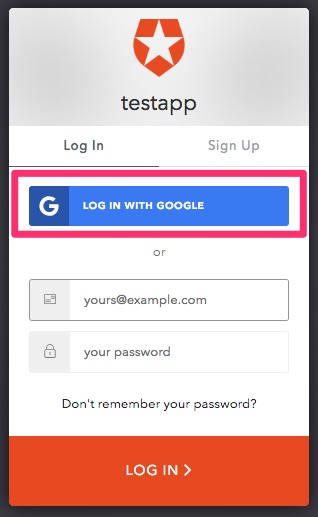 testapp
Log In Sign Up
G LOG IN WITH GOOGLE
or
yours@example.com
your password
Don't remember your password?
LOG IN >